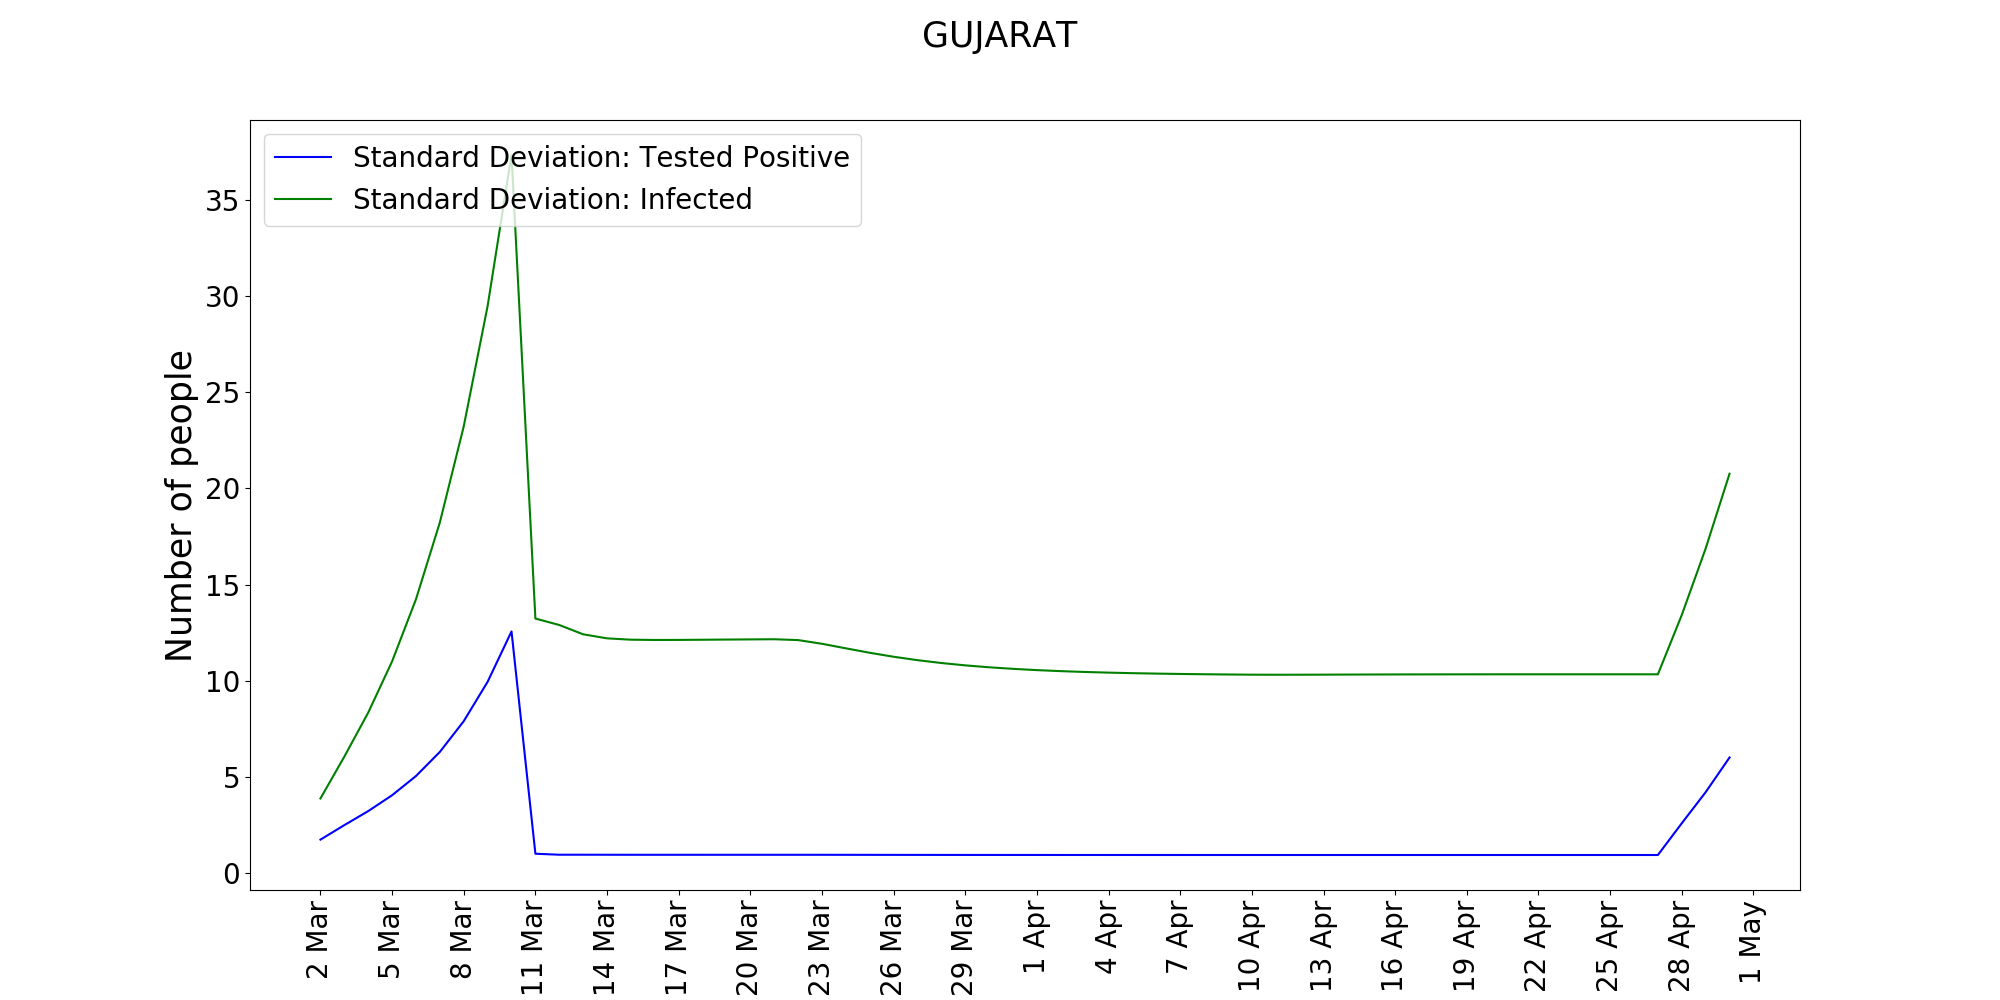 GUJARAT
Standard Deviation: Tested Positive
Standard Deviation: Infected
Number of people
35
30
25
20
15
10
5
0
2 Mar
5 Mar
8 Mar
11 Mar
14 Mar
17 Mar
20 Mar
23 Mar
26 Mar
29 Mar
1 Apr
4 Apr
7 Apr
10 Apr
13 Apr
16 Apr
19 Apr
22 Apr
25 Apr
28 Apr
1 May